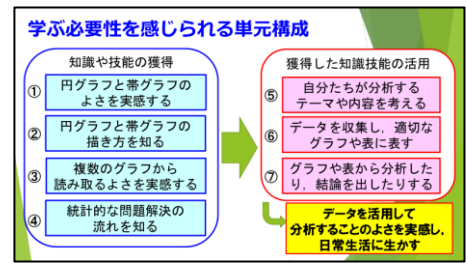 学ぶ必要性を感じられる単元構成
知識や技能の獲得
①
円グラフと帯グラフの
よさを実感する
②
円グラフと帯グラフの
描き方を知る
③
複数のグラフから
読み取るよさを実感する
④
統計的な問題解決の
流れを知る
獲得した知識技能の活用
⑤
自分たちが分析する
テーマや内容を考える
⑥
データを収集し，適切な
グラフや表に表す
⑦
グラフや表から分析した
り，結論を出したりする
データを活用して
分析することのよさを実感し，
日常生活に生かす